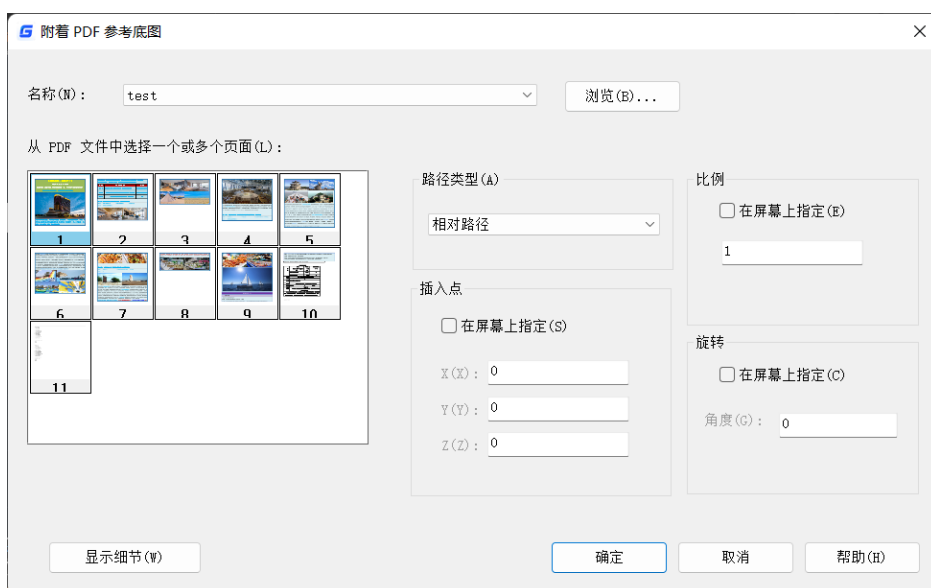 附着 PDF 参考底图
名称(N):
test
浏览(B)...
从 PDF 文件中选择一个或多个页面(L):
1 2 3 4 5
6 7 8 9 10
11
路径类型(A)
相对路径
插入点
在屏幕上指定(S)
X(X): 0
Y(Y): 0
Z(Z): 0
比例
在屏幕上指定(E)
1
旋转
在屏幕上指定(C)
角度(G): 0
显示细节(W)
确定
取消
帮助(H)